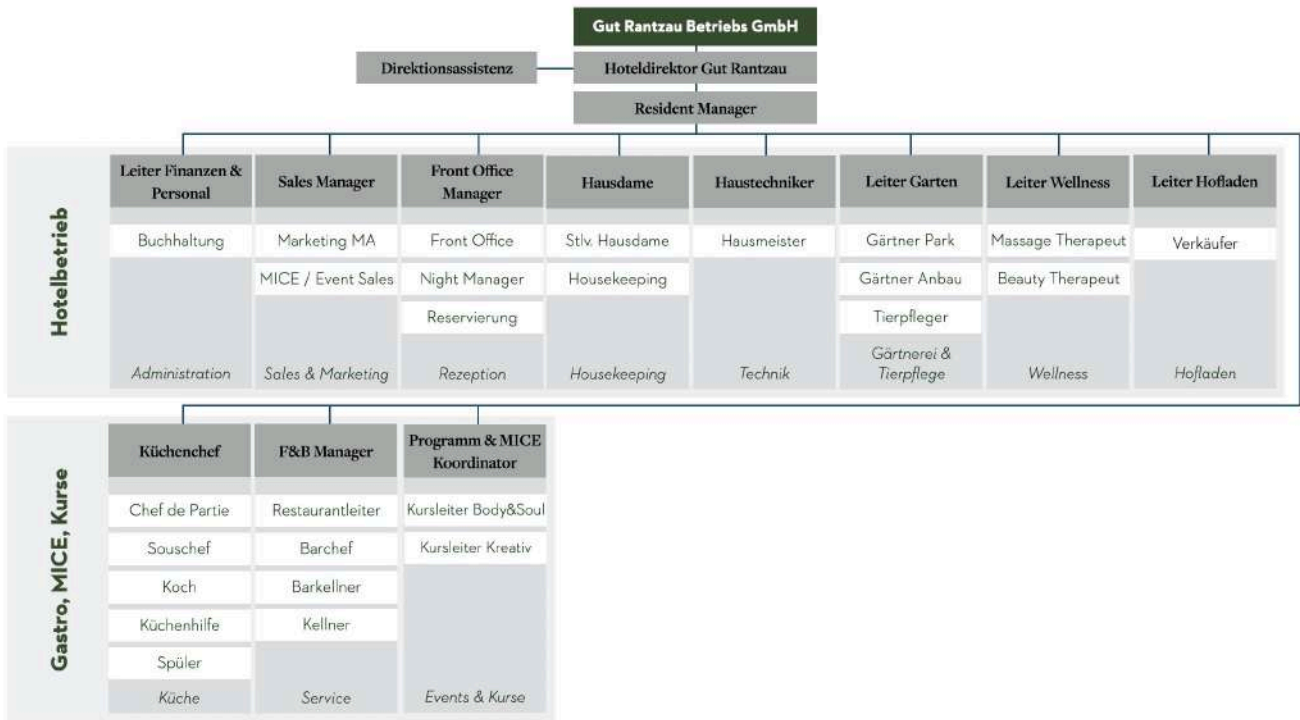 Gut Rantzau Betriebs GmbH
Direktionsassistenz
Hoteldirektor Gut Rantzau
Resident Manager
Hotelbetrieb
Leiter Finanzen &
Personal
Buchhaltung
Administration
Sales Manager
Marketing MA
MICE / Event Sales
Sales & Marketing
Front Office
Manager
Front Office
Night Manager
Reservierung
Rezeption
Hausdame
Stlv. Hausdame
Housekeeping
Housekeeping
Haustechniker
Hausmeister
Technik
Leiter Garten
Gärtner Park
Gärtner Anbau
Tierpfleger
Gärtnerei &
Tierpflege
Leiter Wellness
Massage Therapeut
Beauty Therapeut
Wellness
Leiter Hofladen
Verkäufer
Hofladen
Gastro, MICE, Kurse
Küchenchef
Chef de Partie
Souschef
Koch
Küchenhilfe
Spüler
Küche
F&B Manager
Restaurantleiter
Barchef
Barkellner
Kellner
Service
Programm & MICE
Koordinator
Kursleiter Body&Soul
Kursleiter Kreativ
Events & Kurse